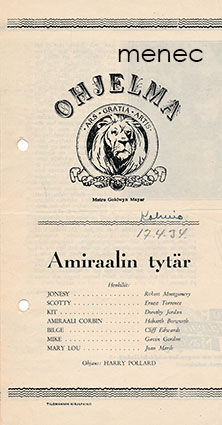 menec
OHJELMA
ARS·GRATIA·ARTIS
Metro Goldwyn Mayer
17.4.34.
Amiraalin tytär
Henkilöt:
JONESY . . . . . . . . . . . Robert Montgomery
SCOTTY . . . . . . . . . . . Ernest Torrence
KIT . . . . . . . . . . . Dorothy Jordan
AMIRAALI CORBIN . . . . . . . Hobarth Bosworth
BILGE . . . . . . . . . . . Cliff Edwards
MIKE . . . . . . . . . . . Gavin Gordon
MARY LOU . . . . . . . . . . Joan Marsh
Ohjaus: HARRY POLLARD